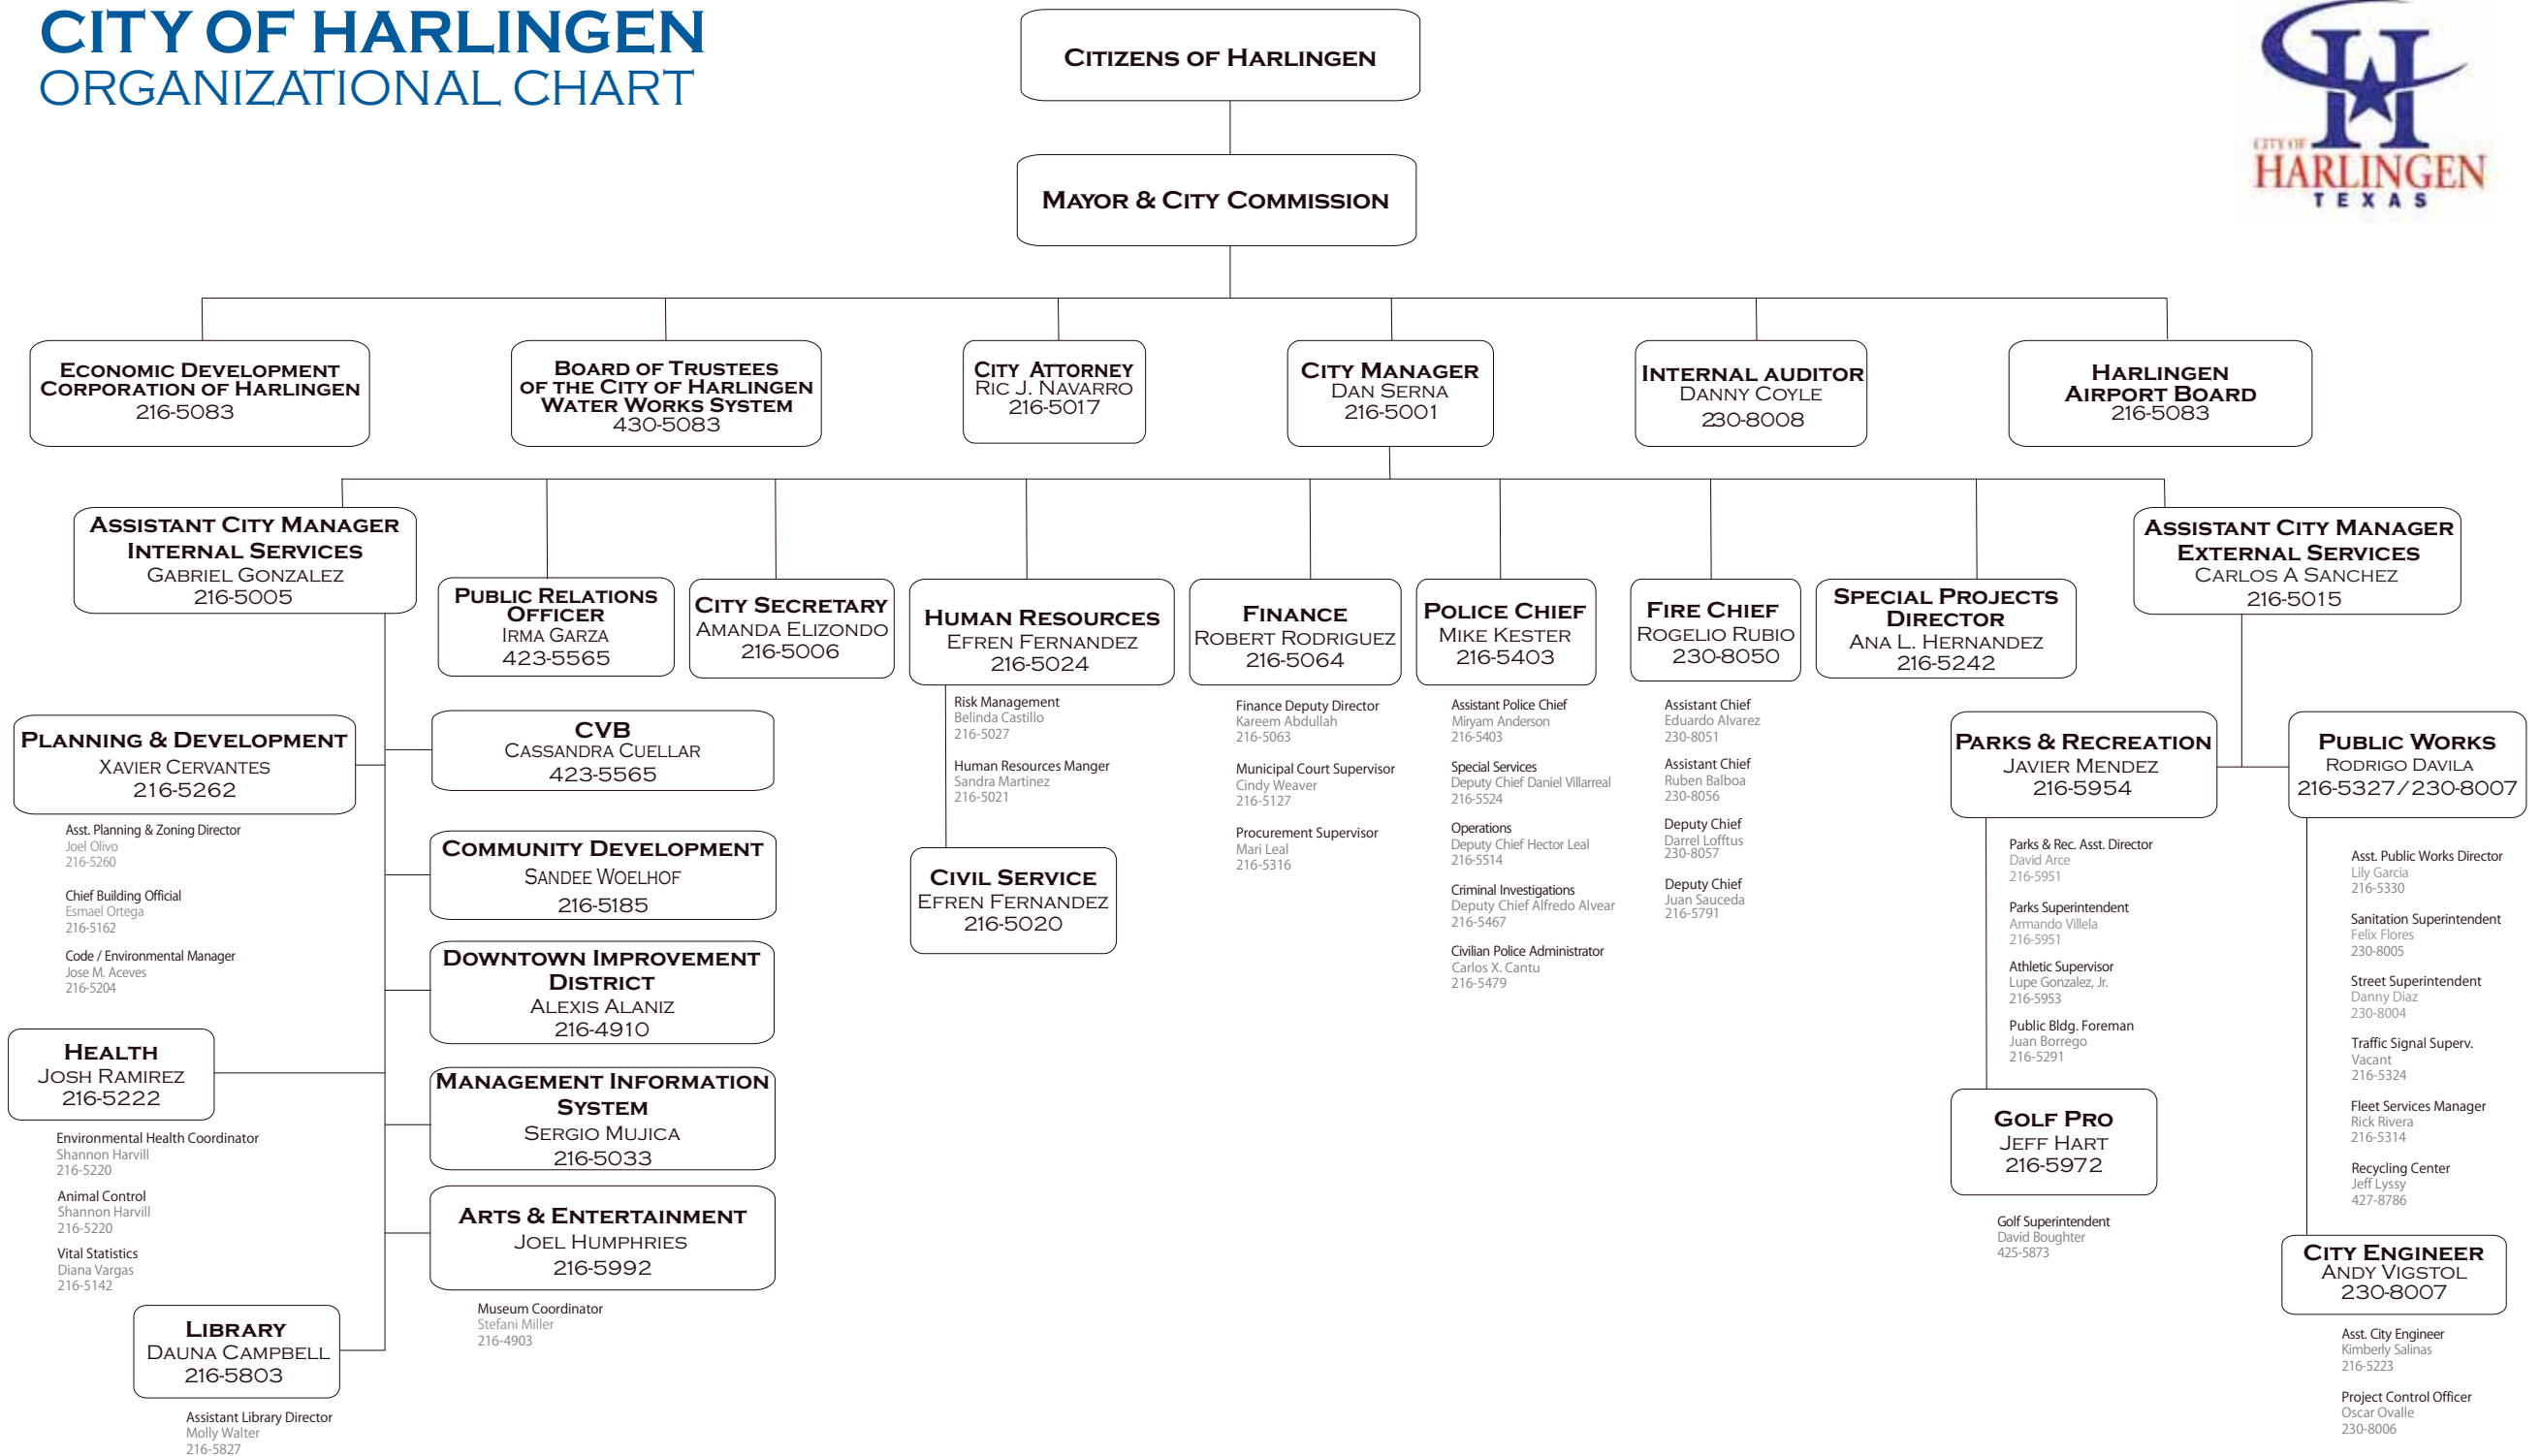 CITY OF HARLINGEN
ORGANIZATIONAL CHART
CITY OF
HARLINGEN
TEXAS
CITIZENS OF HARLINGEN
MAYOR & CITY COMMISSION
ECONOMIC DEVELOPMENT
CORPORATION OF HARLINGEN
216-5083
BOARD OF TRUSTEES
OF THE CITY OF HARLINGEN
WATER WORKS SYSTEM
430-5083
CITY ATTORNEY
RIC J. NAVARRO
216-5017
CITY MANAGER
DAN SERNA
216-5001
INTERNAL AUDITOR
DANNY COYLE
230-8008
HARLINGEN
AIRPORT BOARD
216-5083
ASSISTANT CITY MANAGER
INTERNAL SERVICES
GABRIEL GONZALEZ
216-5005
PUBLIC RELATIONS
OFFICER
IRMA GARZA
423-5565
CITY SECRETARY
AMANDA ELIZONDO
216-5006
HUMAN RESOURCES
EFREN FERNANDEZ
216-5024
FINANCE
ROBERT RODRIGUEZ
216-5064
POLICE CHIEF
MIKE KESTER
216-5403
FIRE CHIEF
ROGELIO RUBIO
230-8050
SPECIAL PROJECTS
DIRECTOR
ANA L. HERNANDEZ
216-5242
ASSISTANT CITY MANAGER
EXTERNAL SERVICES
CARLOS A SANCHEZ
216-5015
PLANNING & DEVELOPMENT
XAVIER CERVANTES
216-5262
Asst. Planning & Zoning Director
Joel Olivo
216-5260
Chief Building Official
Esmael Ortega
216-5162
Code / Environmental Manager
Jose M. Aceves
216-5204
HEALTH
JOSH RAMIREZ
216-5222
Environmental Health Coordinator
Shannon Harvill
216-5220
Animal Control
Shannon Harvill
216-5220
Vital Statistics
Diana Vargas
216-5142
LIBRARY
DAUNA CAMPBELL
216-5803
Assistant Library Director
Molly Walter
216-5827
CVB
CASSANDRA CUELLAR
423-5565
COMMUNITY DEVELOPMENT
SANDEE WOELHOF
216-5185
DOWNTOWN IMPROVEMENT
DISTRICT
ALEXIS ALANIZ
216-4910
MANAGEMENT INFORMATION
SYSTEM
SERGIO MUJICA
216-5033
ARTS & ENTERTAINMENT
JOEL HUMPHRIES
216-5992
Museum Coordinator
Stefani Miller
216-4903
Risk Management
Belinda Castillo
216-5027
Human Resources Manger
Sandra Martinez
216-5021
CIVIL SERVICE
EFREN FERNANDEZ
216-5020
Finance Deputy Director
Kareem Abdullah
216-5063
Municipal Court Supervisor
Cindy Weaver
216-5127
Procurement Supervisor
Mari Leal
216-5316
Assistant Police Chief
Miryam Anderson
216-5403
Special Services
Deputy Chief Daniel Villarreal
216-5524
Operations
Deputy Chief Hector Leal
216-5514
Criminal Investigations
Deputy Chief Alfredo Alvear
216-5467
Civilian Police Administrator
Carlos X. Cantu
216-5479
Assistant Chief
Eduardo Alvarez
230-8051
Assistant Chief
Ruben Balboa
230-8056
Deputy Chief
Darrel Lofftus
230-8057
Deputy Chief
Juan Sauceda
216-5791
PARKS & RECREATION
JAVIER MENDEZ
216-5954
Parks & Rec. Asst. Director
David Arce
216-5951
Parks Superintendent
Armando Villela
216-5951
Athletic Supervisor
Lupe Gonzalez, Jr.
216-5953
Public Bldg. Foreman
Juan Borrego
216-5291
GOLF PRO
JEFF HART
216-5972
Golf Superintendent
David Boughter
425-5873
PUBLIC WORKS
RODRIGO DAVILA
216-5327/230-8007
Asst. Public Works Director
Lily Garcia
216-5330
Sanitation Superintendent
Felix Flores
230-8005
Street Superintendent
Danny Diaz
230-8004
Traffic Signal Superv.
Vacant
216-5324
Fleet Services Manager
Rick Rivera
216-5314
Recycling Center
Jeff Lyssy
427-8786
CITY ENGINEER
ANDY VIGSTOL
230-8007
Asst. City Engineer
Kimberly Salinas
216-5223
Project Control Officer
Oscar Ovalle
230-8006